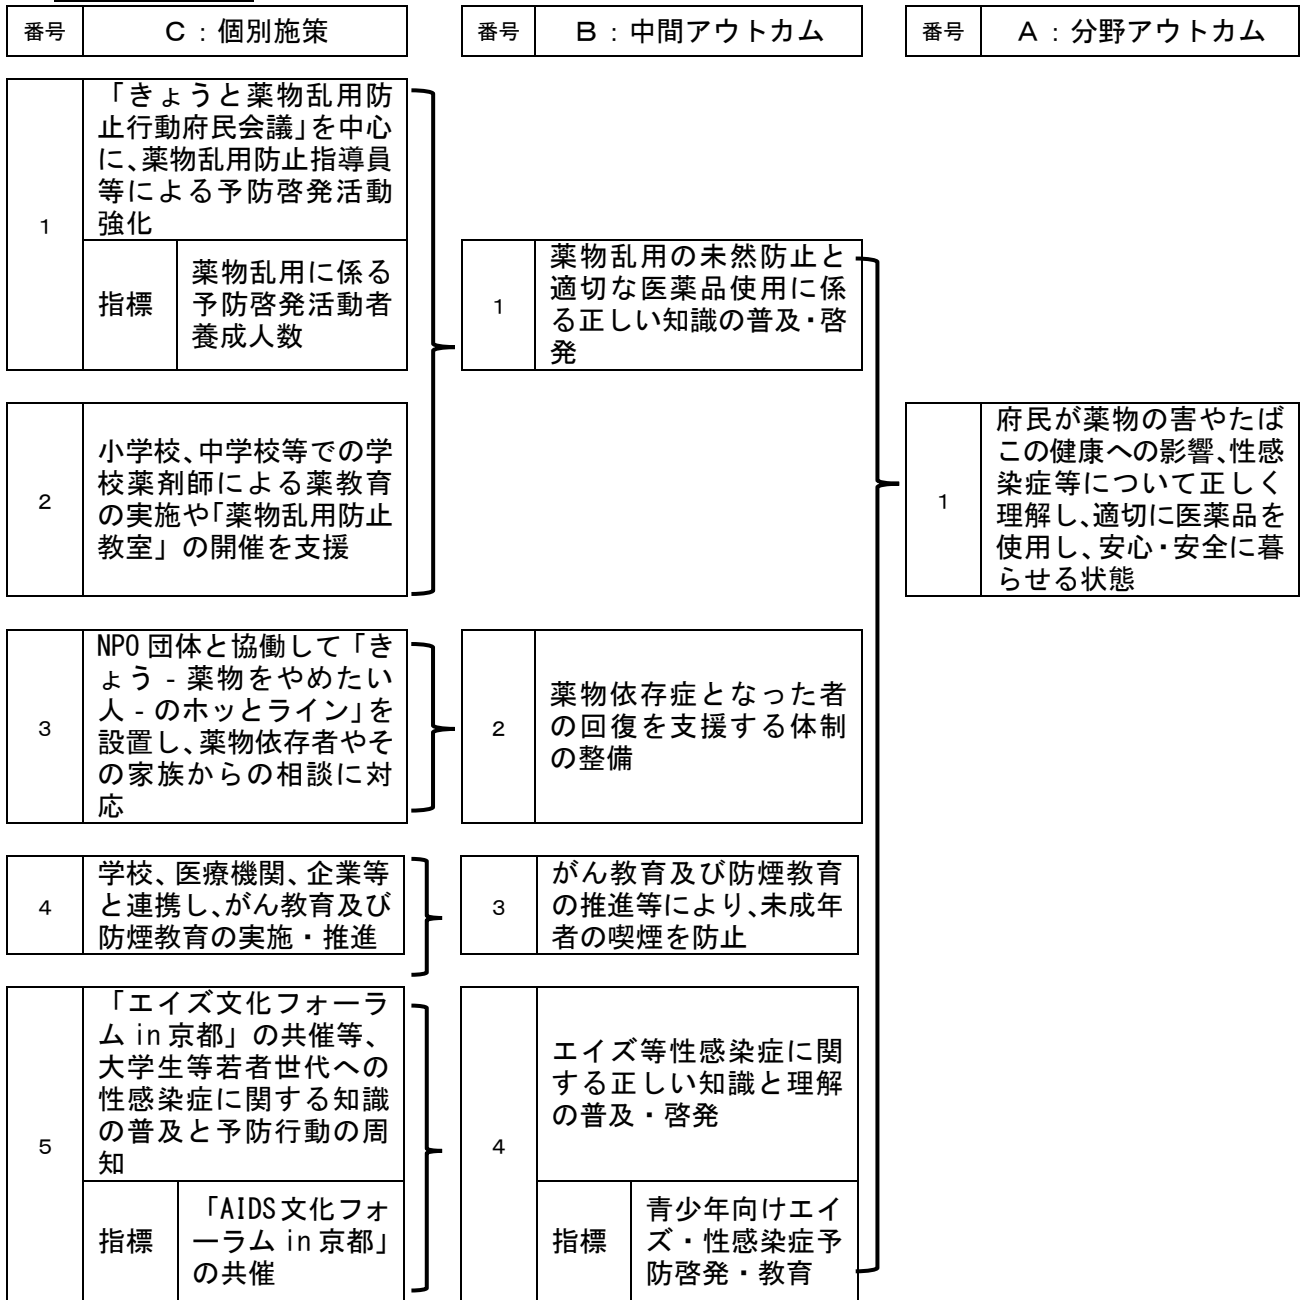 番号
C：個別施策
番号
B：中間アウトカム
番号
A：分野アウトカム
1
「きょうと薬物乱用防
止行動府民会議」を中心
に、薬物乱用防止指導員
等による予防啓発活動
強化
指標
薬物乱用に係る
予防啓発活動者
養成人数
2
小学校、中学校等での学
校薬剤師による薬教育
の実施や「薬物乱用防止
教室」の開催を支援
3
NPO 団体と協働して「き
ょう‐薬物をやめたい
人‐のホッとライン」を
設置し、薬物依存者やそ
の家族からの相談に対
応
4
学校、医療機関、企業等
と連携し、がん教育及び
防煙教育の実施・推進
5
「エイズ文化フォーラ
ム in 京都」の共催等、
大学生等若者世代への
性感染症に関する知識
の普及と予防行動の周
知
指標
「AIDS 文化フォ
ーラム in 京都」
の共催
1
薬物乱用の未然防止と
適切な医薬品使用に係
る正しい知識の普及・啓
発
2
薬物依存症となった者
の回復を支援する体制
の整備
3
がん教育及び防煙教育
の推進等により、未成年
者の喫煙を防止
4
エイズ等性感染症に関
する正しい知識と理解
の普及・啓発
指標
青少年向けエイ
ズ・性感染症予
防啓発・教育
1
府民が薬物の害やたば
この健康への影響、性感
染症等について正しく
理解し、適切に医薬品を
使用し、安心・安全に暮
らせる状態